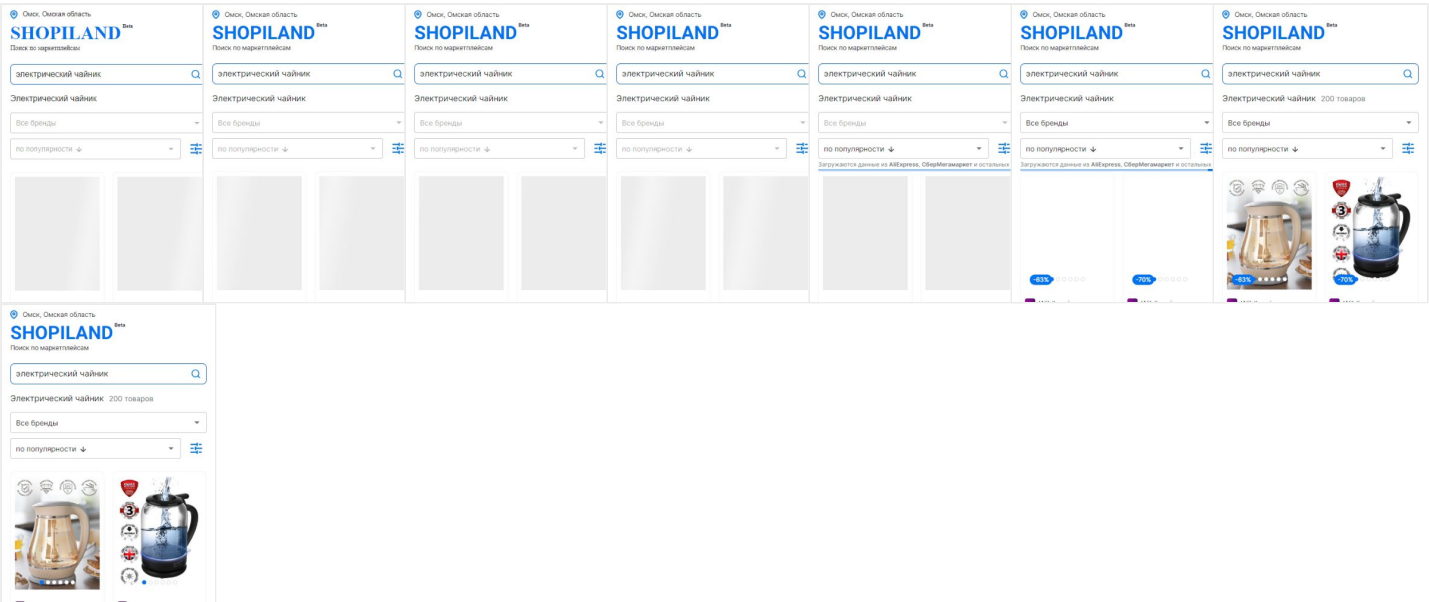 Омск, Омская область
SHOPILAND Beta
Поиск по маркетплейсам
электрический чайник
Электрический чайник
Все бренды
по популярности ↓
Омск, Омская область
SHOPILAND Beta
Поиск по маркетплейсам
электрический чайник
Электрический чайник
Все бренды
по популярности ↓
Омск, Омская область
SHOPILAND Beta
Поиск по маркетплейсам
электрический чайник
Электрический чайник
Все бренды
по популярности ↓
Омск, Омская область
SHOPILAND Beta
Поиск по маркетплейсам
электрический чайник
Электрический чайник
Все бренды
по популярности ↓
Омск, Омская область
SHOPILAND Beta
Поиск по маркетплейсам
электрический чайник
Электрический чайник
Все бренды
по популярности ↓
Загружаются данные из AliExpress, СберМегамаркет и остальных
Омск, Омская область
SHOPILAND Beta
Поиск по маркетплейсам
электрический чайник
Электрический чайник
Все бренды
по популярности ↓
Загружаются данные из AliExpress, СберМегамаркет и остальных
-63%
-70%
Омск, Омская область
SHOPILAND Beta
Поиск по маркетплейсам
электрический чайник
Электрический чайник 200 товаров
Все бренды
по популярности ↓
3
-63%
-70%
Омск, Омская область
SHOPILAND Beta
Поиск по маркетплейсам
электрический чайник
Электрический чайник 200 товаров
Все бренды
по популярности ↓
3